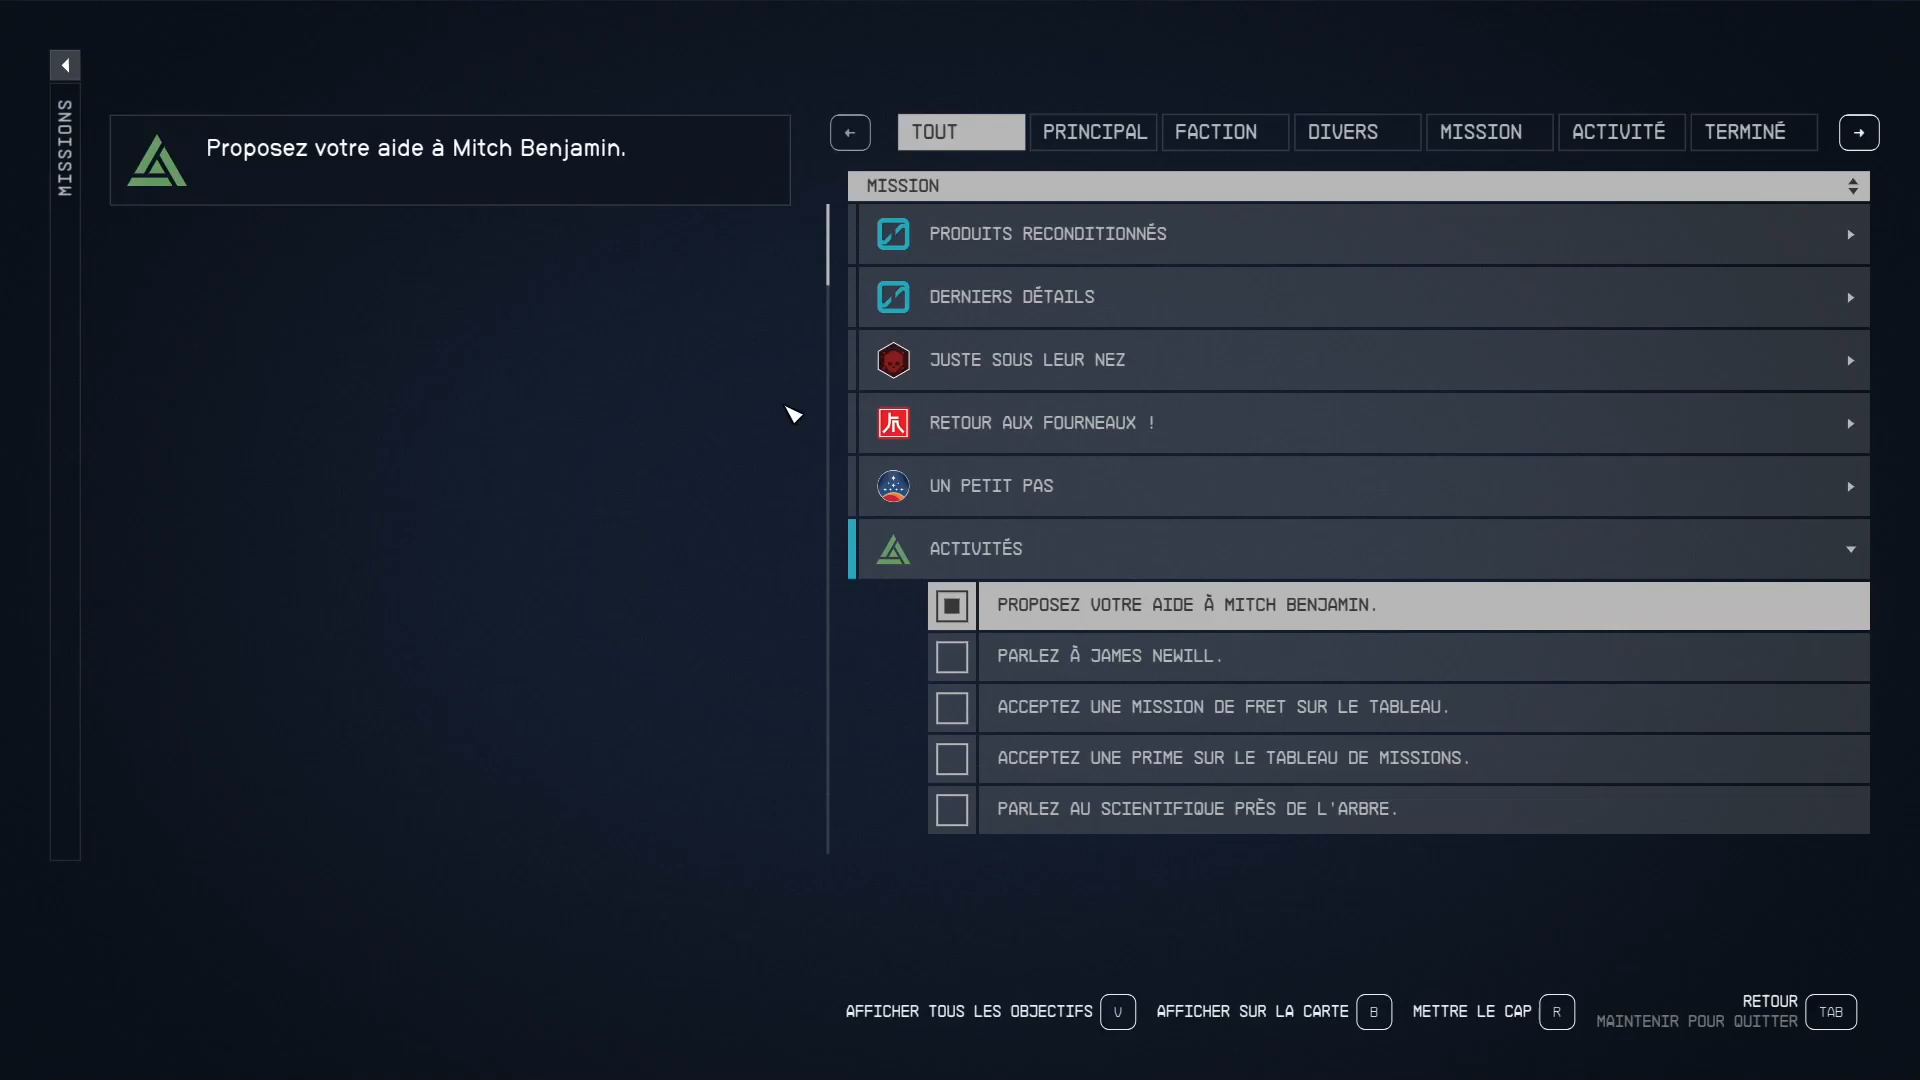 MISSIONS
Proposez votre aide à Mitch Benjamin.
TOUT
PRINCIPAL
FACTION
DIVERS
MISSION
ACTIVITÉ
TERMINÉ
MISSION
PRODUITS RECONDITIONNÉS
DERNIERS DÉTAILS
JUSTE SOUS LEUR NEZ
RETOUR AUX FOURNEAUX !
UN PETIT PAS
ACTIVITÉS
PROPOSEZ VOTRE AIDE À MITCH BENJAMIN.
PARLEZ À JAMES NEWILL.
ACCEPTEZ UNE MISSION DE FRET SUR LE TABLEAU.
ACCEPTEZ UNE PRIME SUR LE TABLEAU DE MISSIONS.
PARLEZ AU SCIENTIFIQUE PRÈS DE L'ARBRE.
AFFICHER TOUS LES OBJECTIFS V
AFFICHER SUR LA CARTE B
METTRE LE CAP R
RETOUR
MAINTENIR POUR QUITTER
TAB